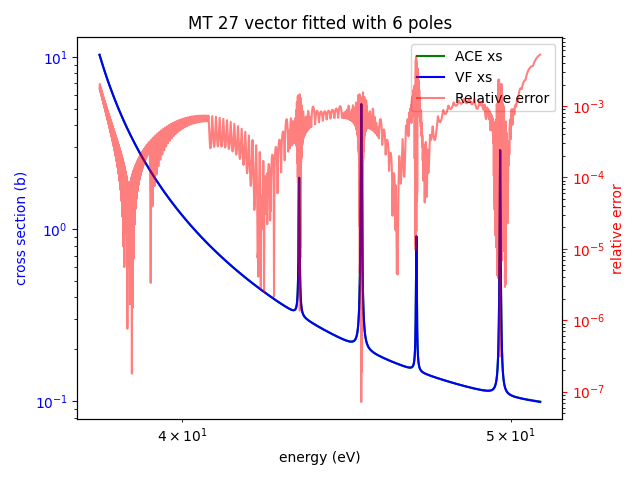 MT 27 vector fitted with 6 poles
ACE xs
VF xs
Relative error
10¹
10⁰
10⁻¹
cross section (b)
10⁻³
10⁻⁴
10⁻⁵
10⁻⁶
10⁻⁷
relative error
4 × 10¹
5 × 10¹
energy (eV)